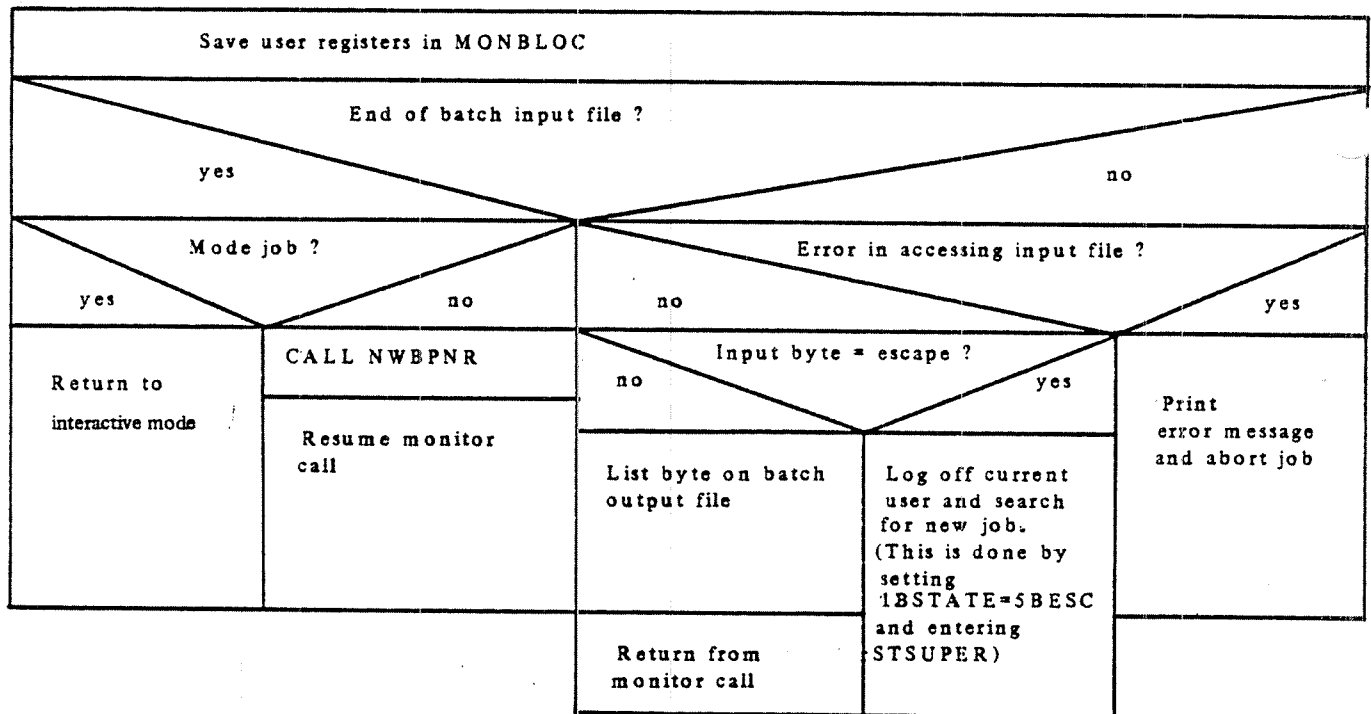 Save user registers in MONBLOC
End of batch input file ?
yes
no
Mode job ?
Error in accessing input file ?
yes
no
no
yes
Return to
interactive mode
CALL NWBPNR
Resume monitor
call
Input byte = escape ?
no
yes
List byte on batch
output file
Return from
monitor call
Log off current
user and search
for new job.
(This is done by
setting
1BSTATE=5BESC
and entering
STSUPER)
Print
error message
and abort job